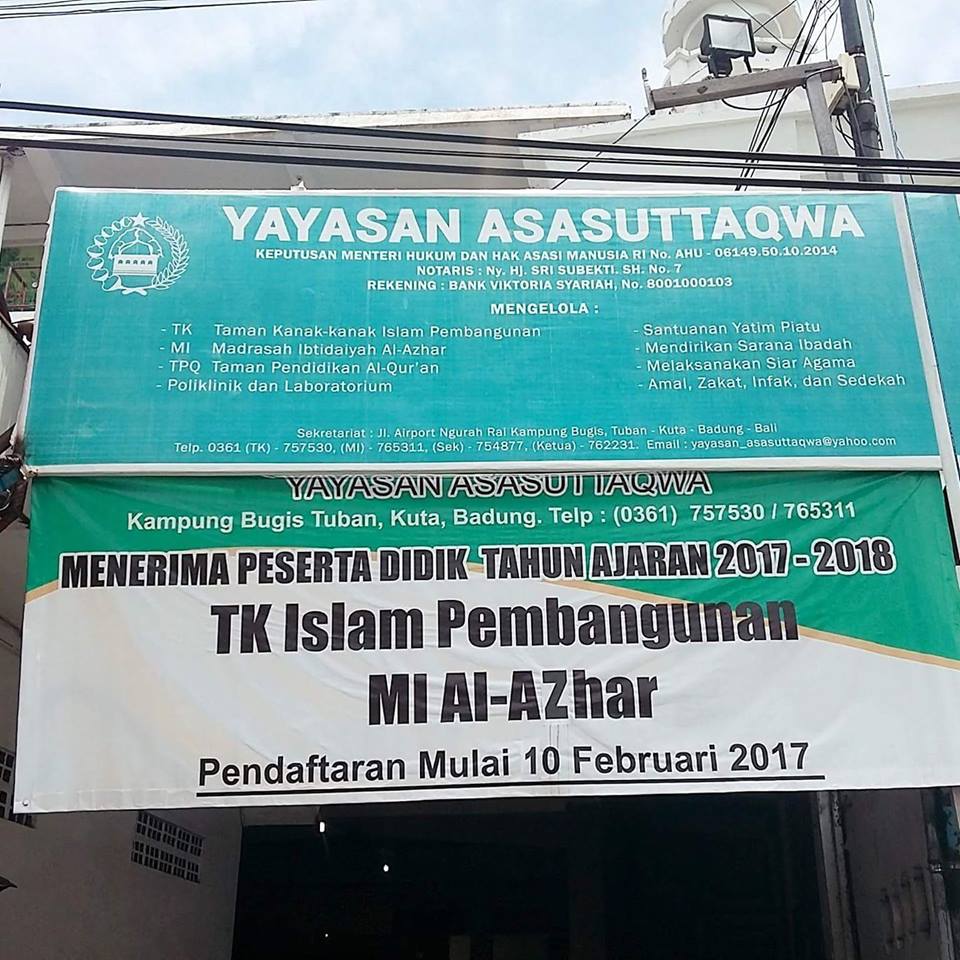 YAYASAN ASASUTTAQWA
KEPUTUSAN MENTERI HUKUM DAN HAK ASASI MANUSIA RI No. AHU - 06149.50.10.2014
NOTARIS : Ny. Hj. SRI SUBEKTI. SH. No. 7
REKENING : BANK VIKTORIA SYARIAH, No. 8001000103
MENGELOLA :
- TK Taman Kanak-kanak Islam Pembangunan
- MI Madrasah Ibtidaiyah Al-Azhar
- TPQ Taman Pendidikan Al-Qur'an
- Poliklinik dan Laboratorium
- Santuanan Yatim Piatu
- Mendirikan Sarana Ibadah
- Melaksanakan Siar Agama
- Amal, Zakat, Infak, dan Sedekah
Sekretariat : Jl. Airport Ngurah Rai Kampung Bugis, Tuban - Kuta - Badung - Bali
Telp. 0361 (TK) - 757530, (MI) - 765311, (Sek) - 754877, (Ketua) - 762231. Email : yayasan_asasuttaqwa@yahoo.com
YAYASAN ASASUTTAQWA
Kampung Bugis Tuban, Kuta, Badung. Telp : (0361) 757530 / 765311
MENERIMA PESERTA DIDIK TAHUN AJARAN 2017 - 2018
TK Islam Pembangunan
MI Al-AZhar
Pendaftaran Mulai 10 Februari 2017